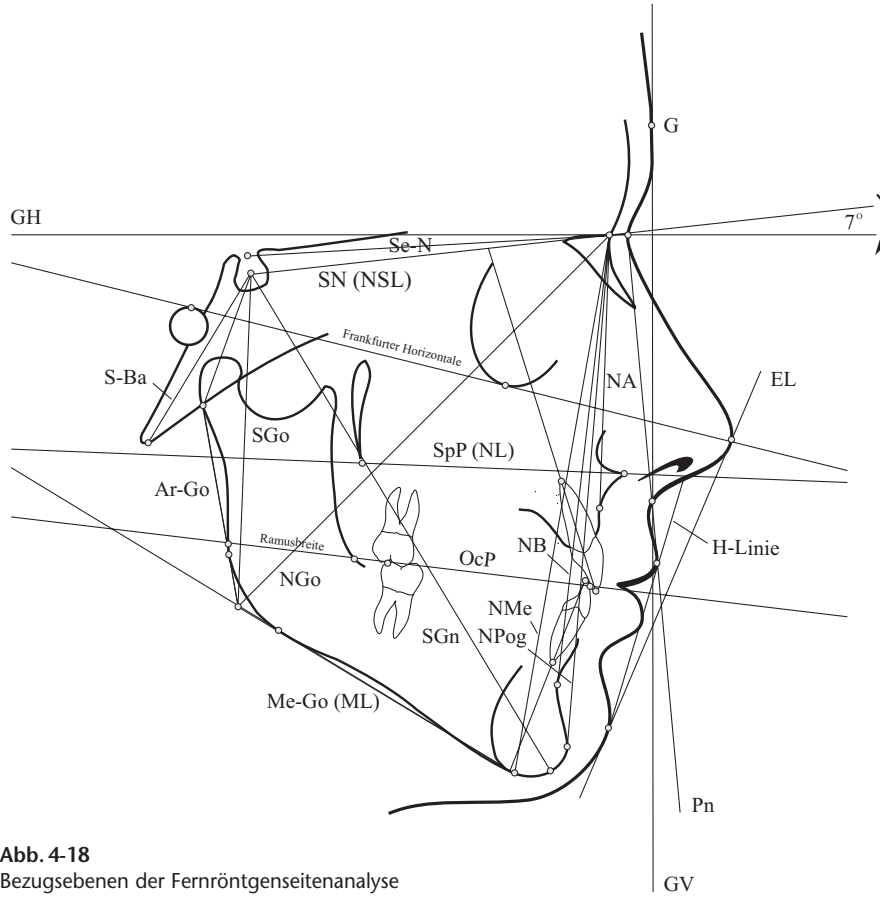 G
GH
7°
Se-N
SN (NSL)
Frankfurter Horizontale
S-Ba
NA
EL
SGo
SpP (NL)
Ar-Go
Ramusbreite
OcP
NB
H-Linie
NGo
NMe
SGn
NPog
Me-Go (ML)
Pn
Abb. 4-18
Bezugsebenen der Fernröntgenseitenanalyse
GV